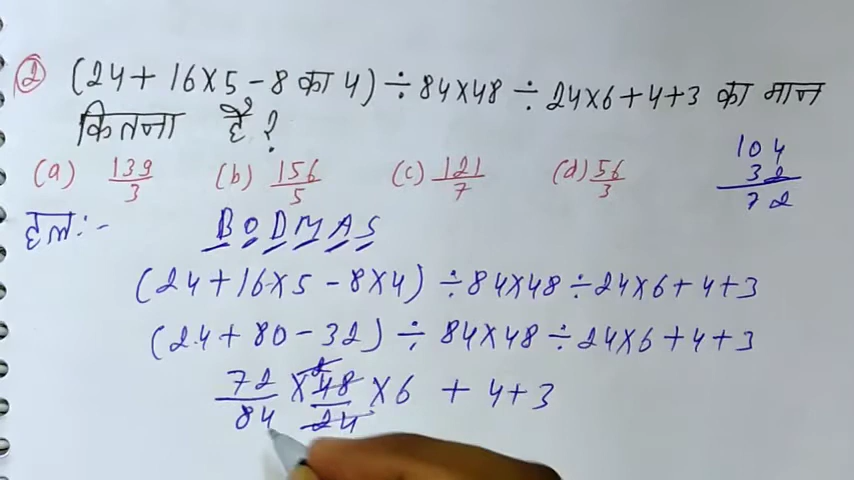 ② (24 + 16×5 - 8 का 4) ÷ 84×48 ÷ 24×6+4+3 का मान
कितना है ?
(a) 139/3 (b) 156/5 (c) 121/7 (d) 56/3
104
32
72
हल :- BODMAS
(24+16×5 - 8×4) ÷ 84×48 ÷ 24×6+4+3
(24+80-32) ÷ 84×48 ÷ 24×6+4+3
72/84 × 48/24 × 6 + 4+3
2